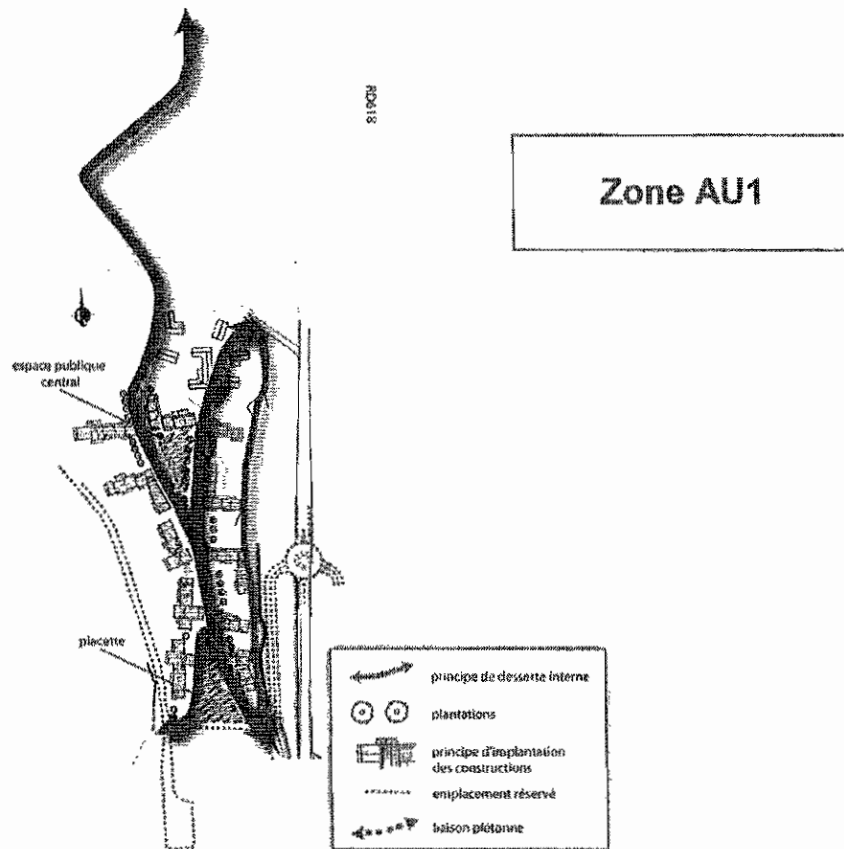 RD618
Zone AU1
espace publique
central
placette
principe de desserte interne
plantations
principe d'implantation
des constructions
emplacement réservé
liaison piétonne